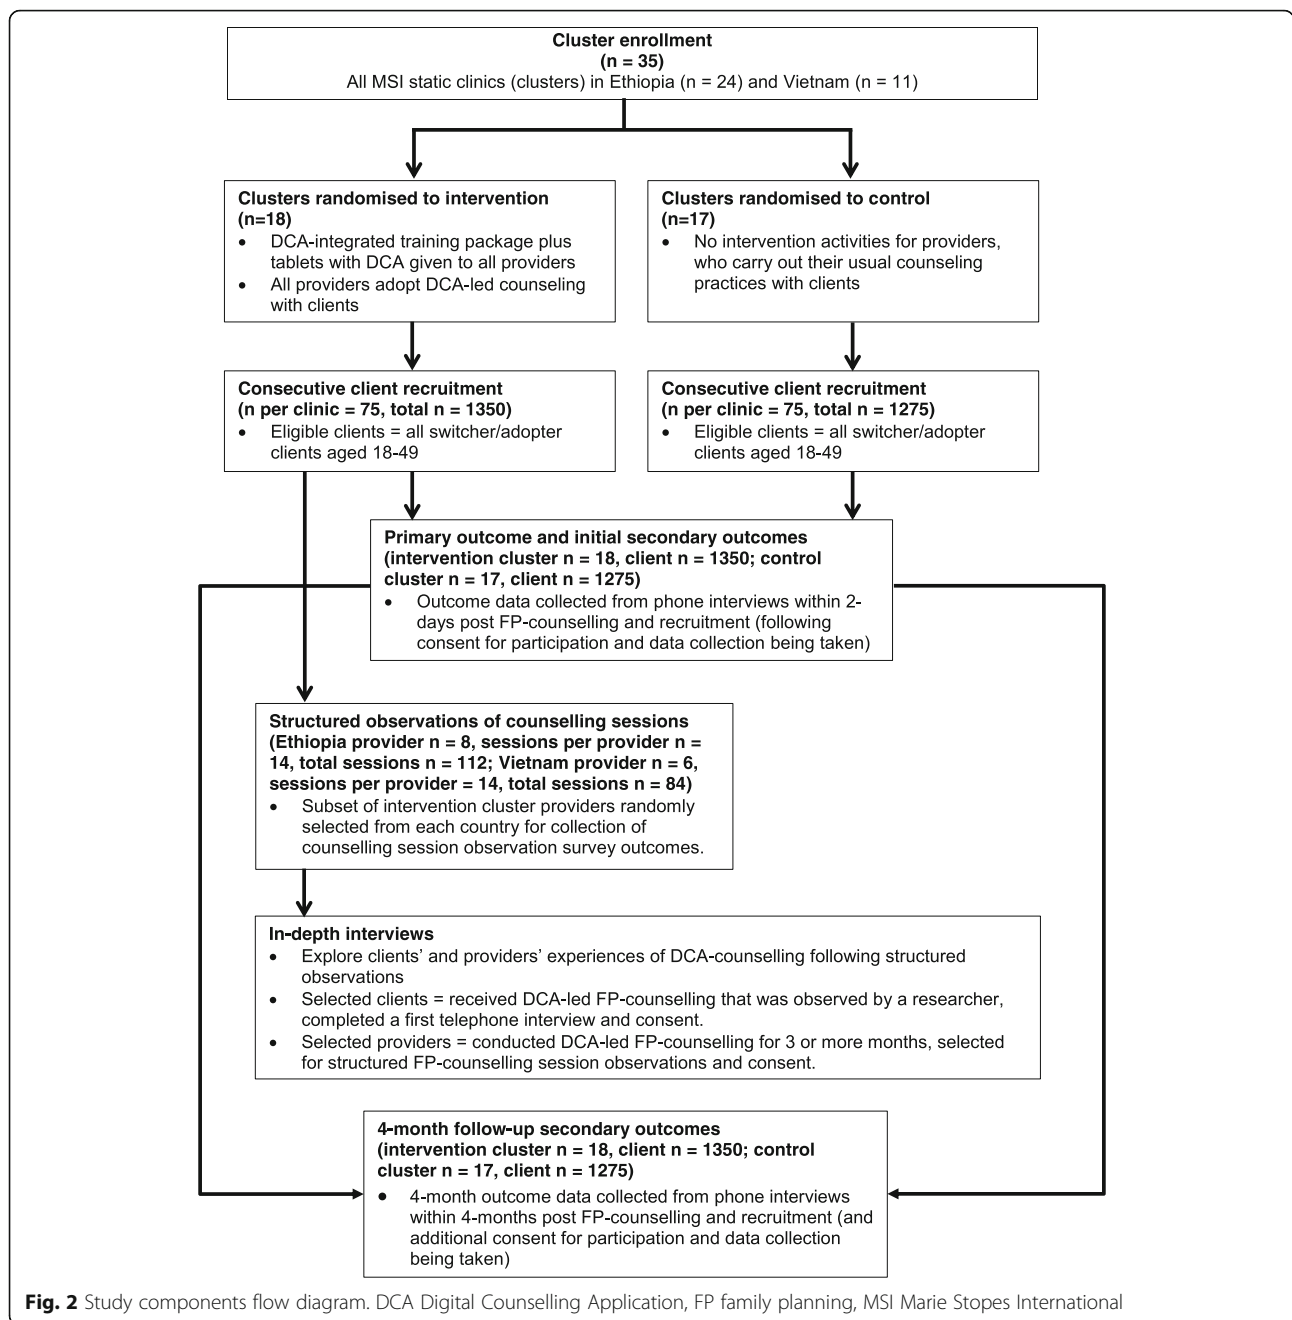 Cluster enrollment
(n = 35)
All MSI static clinics (clusters) in Ethiopia (n = 24) and Vietnam (n = 11)
Clusters randomised to intervention
(n=18)
• DCA-integrated training package plus
tablets with DCA given to all providers
• All providers adopt DCA-led counseling
with clients
Clusters randomised to control
(n=17)
• No intervention activities for providers,
who carry out their usual counseling
practices with clients
Consecutive client recruitment
(n per clinic = 75, total n = 1350)
• Eligible clients = all switcher/adopter
clients aged 18-49
Consecutive client recruitment
(n per clinic = 75, total n = 1275)
• Eligible clients = all switcher/adopter
clients aged 18-49
Primary outcome and initial secondary outcomes
(intervention cluster n = 18, client n = 1350; control
cluster n = 17, client n = 1275)
• Outcome data collected from phone interviews within 2-
days post FP-counselling and recruitment (following
consent for participation and data collection being taken)
Structured observations of counselling sessions
(Ethiopia provider n = 8, sessions per provider n =
14, total sessions n = 112; Vietnam provider n = 6,
sessions per provider = 14, total sessions n = 84)
• Subset of intervention cluster providers randomly
selected from each country for collection of
counselling session observation survey outcomes.
In-depth interviews
• Explore clients' and providers' experiences of DCA-counselling following structured
observations
• Selected clients = received DCA-led FP-counselling that was observed by a researcher,
completed a first telephone interview and consent.
• Selected providers = conducted DCA-led FP-counselling for 3 or more months, selected
for structured FP-counselling session observations and consent.
4-month follow-up secondary outcomes
(intervention cluster n = 18, client n = 1350; control
cluster n = 17, client n = 1275)
• 4-month outcome data collected from phone interviews
within 4-months post FP-counselling and recruitment (and
additional consent for participation and data collection
being taken)
Fig. 2 Study components flow diagram. DCA Digital Counselling Application, FP family planning, MSI Marie Stopes International